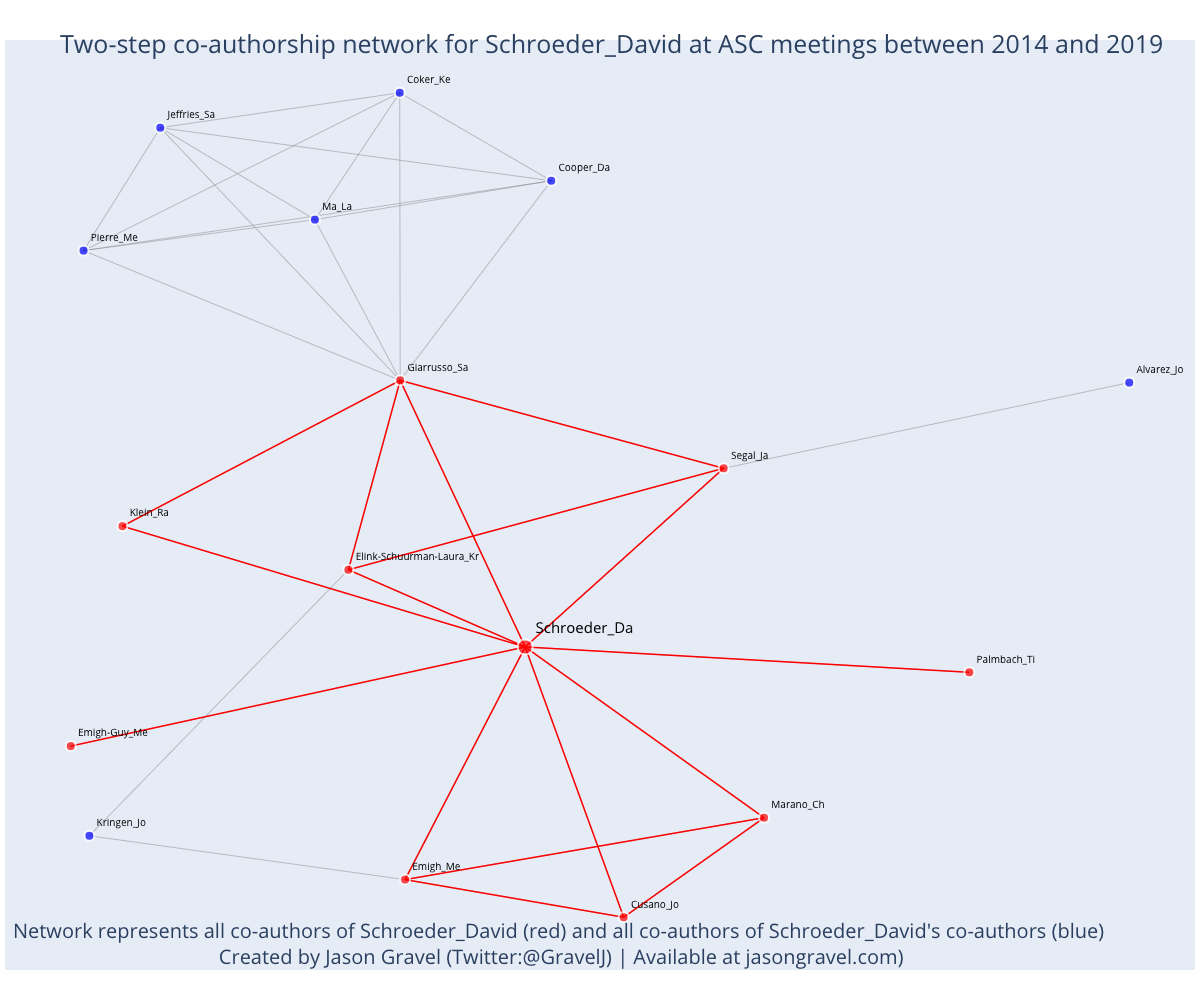 Two-step co-authorship network for Schroeder_David at ASC meetings between 2014 and 2019
Coker_Ke
Jeffries_Sa
Cooper_Da
Ma_La
Pierre_Me
Giarrusso_Sa
Alvarez_Jo
Segal_Ja
Klein_Ra
Elink-Schuurman-Laura_Kr
Schroeder_Da
Palmbach_Ti
Emigh-Guy_Me
Marano_Ch
Kringen_Jo
Emigh_Me
Cusano_Jo
Network represents all co-authors of Schroeder_David (red) and all co-authors of Schroeder_David's co-authors (blue)
Created by Jason Gravel (Twitter:@GravelJ) | Available at jasongravel.com)